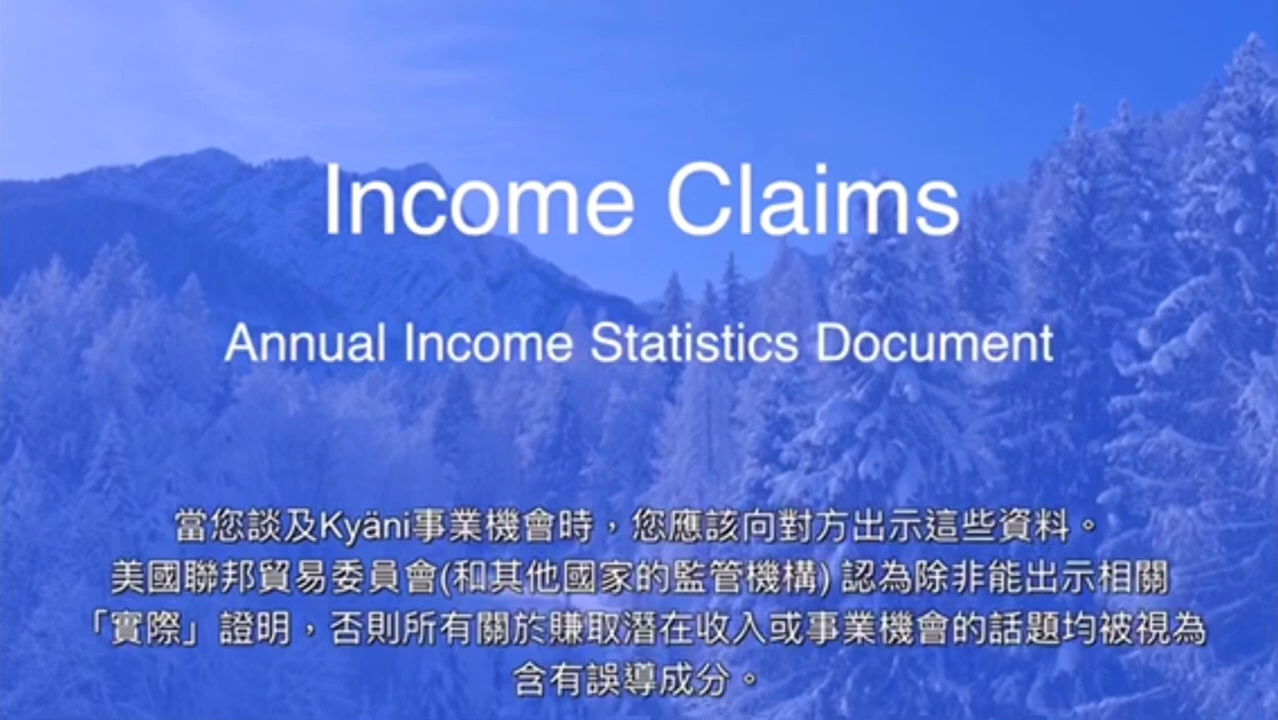 Income Claims
Annual Income Statistics Document
當您談及Kyäni事業機會時，您應該向對方出示這些資料。
美國聯邦貿易委員會(和其他國家的監管機構) 認為除非能出示相關
「實際」證明，否則所有關於賺取潛在收入或事業機會的話題均被視為
含有誤導成分。